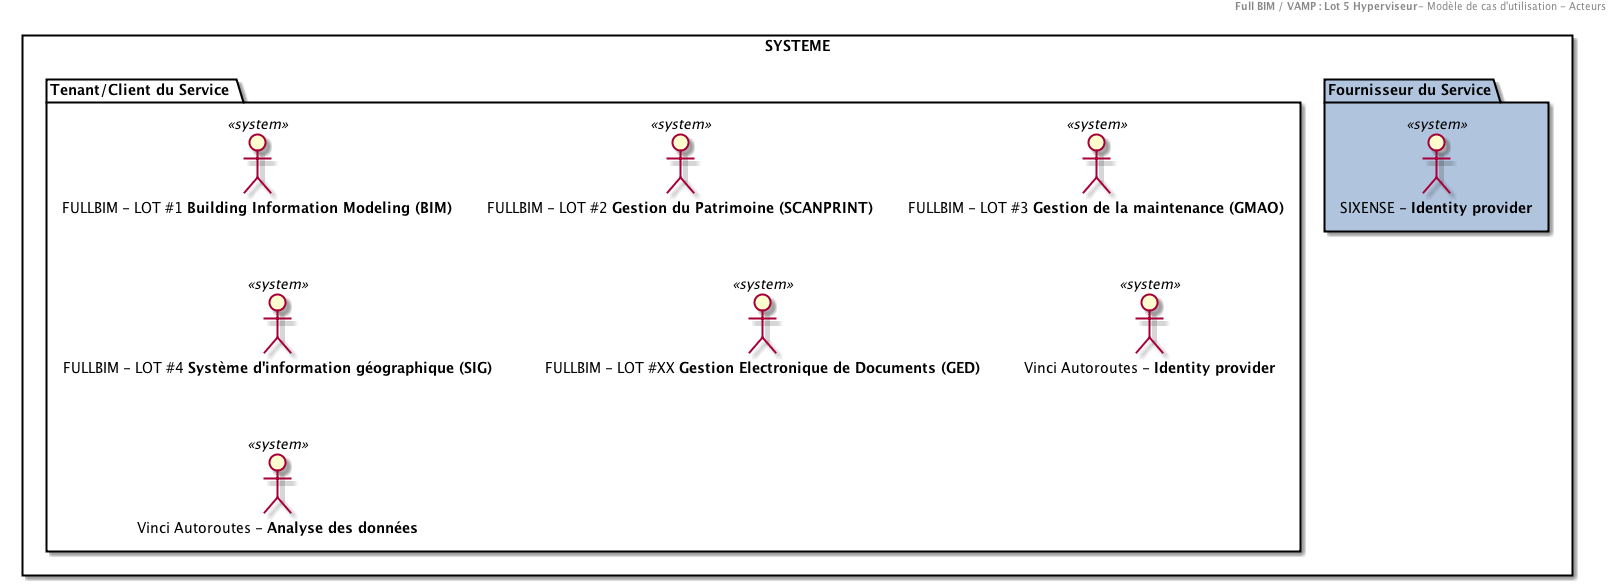 Full BIM / VAMP : Lot 5 Hyperviseur- Modèle de cas d'utilisation - Acteurs
SYSTEME
Tenant/Client du Service
«system»
FULLBIM - LOT #1 Building Information Modeling (BIM)
«system»
FULLBIM - LOT #2 Gestion du Patrimoine (SCANPRINT)
«system»
FULLBIM - LOT #3 Gestion de la maintenance (GMAO)
«system»
FULLBIM - LOT #4 Système d'information géographique (SIG)
«system»
FULLBIM - LOT #XX Gestion Electronique de Documents (GED)
«system»
Vinci Autoroutes - Identity provider
«system»
Vinci Autoroutes - Analyse des données
Fournisseur du Service
«system»
SIXENSE - Identity provider